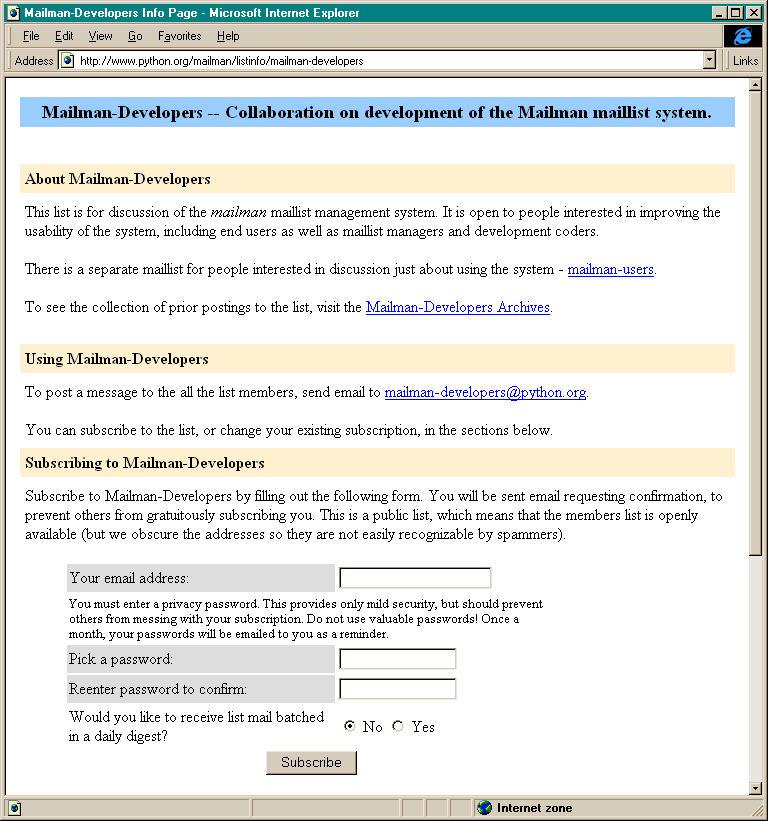 Mailman-Developers Info Page - Microsoft Internet Explorer
File Edit View Go Favorites Help
Address http://www.python.org/mailman/listinfo/mailman-developers Links
Mailman-Developers -- Collaboration on development of the Mailman maillist system.
About Mailman-Developers
This list is for discussion of the mailman maillist management system. It is open to people interested in improving the
usability of the system, including end users as well as maillist managers and development coders.
There is a separate maillist for people interested in discussion just about using the system - mailman-users.
To see the collection of prior postings to the list, visit the Mailman-Developers Archives.
Using Mailman-Developers
To post a message to the all the list members, send email to mailman-developers@python.org.
You can subscribe to the list, or change your existing subscription, in the sections below.
Subscribing to Mailman-Developers
Subscribe to Mailman-Developers by filling out the following form. You will be sent email requesting confirmation, to
prevent others from gratuitously subscribing you. This is a public list, which means that the members list is openly
available (but we obscure the addresses so they are not easily recognizable by spammers).
Your email address:
You must enter a privacy password. This provides only mild security, but should prevent
others from messing with your subscription. Do not use valuable passwords! Once a
month, your passwords will be emailed to you as a reminder.
Pick a password:
Reenter password to confirm:
Would you like to receive list mail batched
in a daily digest?
No Yes
Subscribe
Internet zone